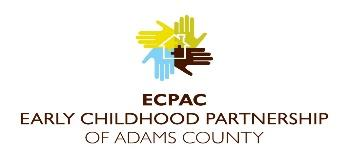 ECPAC
EARLY CHILDHOOD PARTNERSHIP
OF ADAMS COUNTY